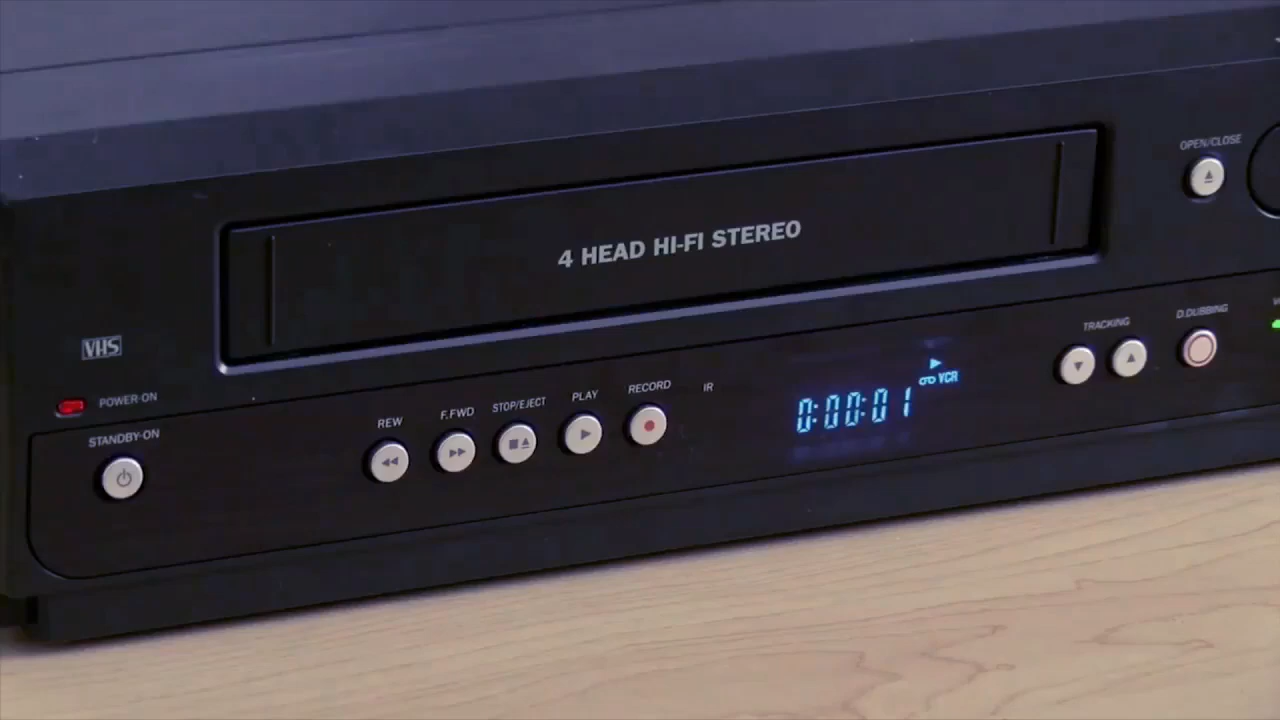 OPEN/CLOSE
4 HEAD HI-FI STEREO
VHS
POWER-ON
STANDBY-ON
REW
F.FWD
STOP/EJECT
PLAY
RECORD
IR
0:00:01
VCR
TRACKING
D.DUBBING